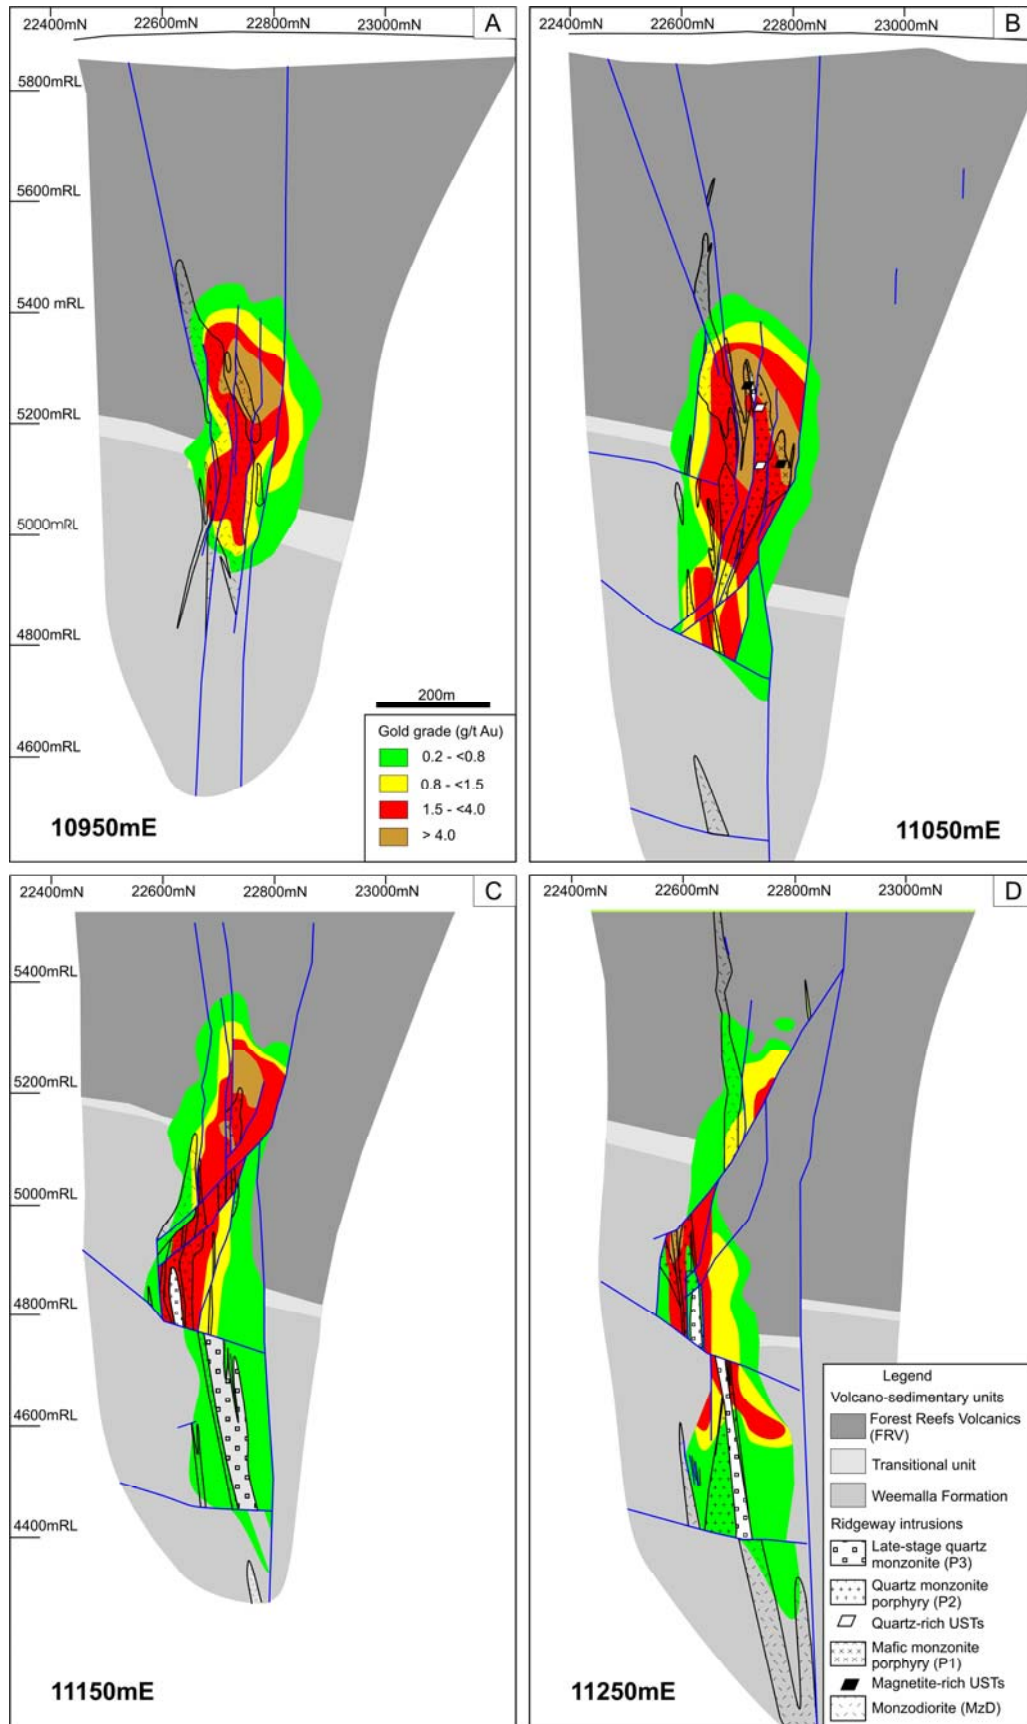 22400mN 22600mN 22800mN 23000mN A
5800mRL
5600mRL
5400 mRL
5200mRL
5000mRL
4800mRL
4600mRL
200m
Gold grade (g/t Au)
0.2 - <0.8
0.8 - <1.5
1.5 - <4.0
> 4.0
10950mE
22400mN 22600mN 22800mN 23000mN B
11050mE
22400mN 22600mN 22800mN 23000mN C
5400mRL
5200mRL
5000mRL
4800mRL
4600mRL
4400mRL
11150mE
22400mN 22600mN 22800mN 23000mN D
11250mE
Legend
Volcano-sedimentary units
Forest Reefs Volcanics
(FRV)
Transitional unit
Weemalla Formation
Ridgeway intrusions
Late-stage quartz
monzonite (P3)
Quartz monzonite
porphyry (P2)
Quartz-rich USTs
Mafic monzonite
porphyry (P1)
Magnetite-rich USTs
Monzodiorite (MzD)